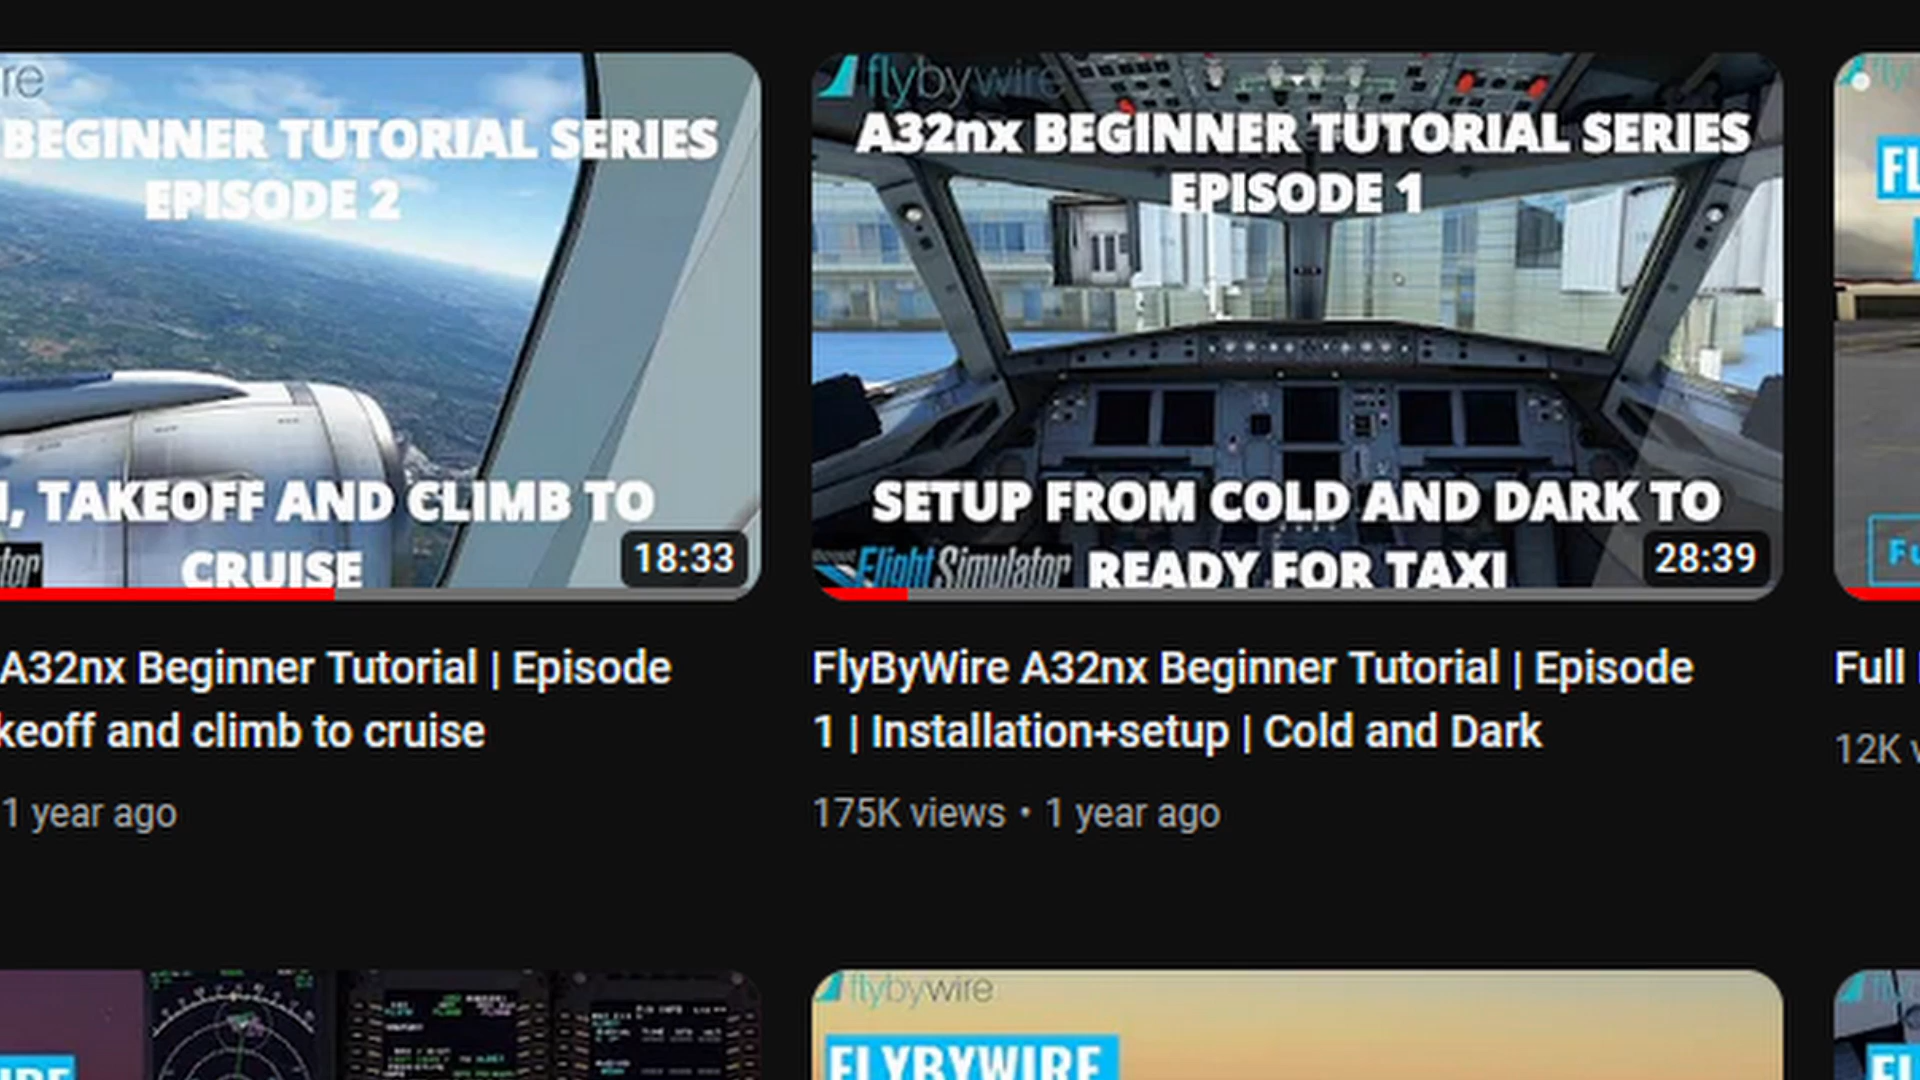 re
BEGINNER TUTORIAL SERIES
EPISODE 2
, TAKEOFF AND CLIMB TO
CRUISE
tor
18:33
A32nx Beginner Tutorial | Episode
keoff and climb to cruise
1 year ago
flybywire
A32nx BEGINNER TUTORIAL SERIES
EPISODE 1
SETUP FROM COLD AND DARK TO
READY FOR TAXI
Flight Simulator
28:39
FlyByWire A32nx Beginner Tutorial | Episode
1 | Installation+setup | Cold and Dark
175K views • 1 year ago
fly
FL
Fu
Full
12K v
flybywire
FLYBYWIRE